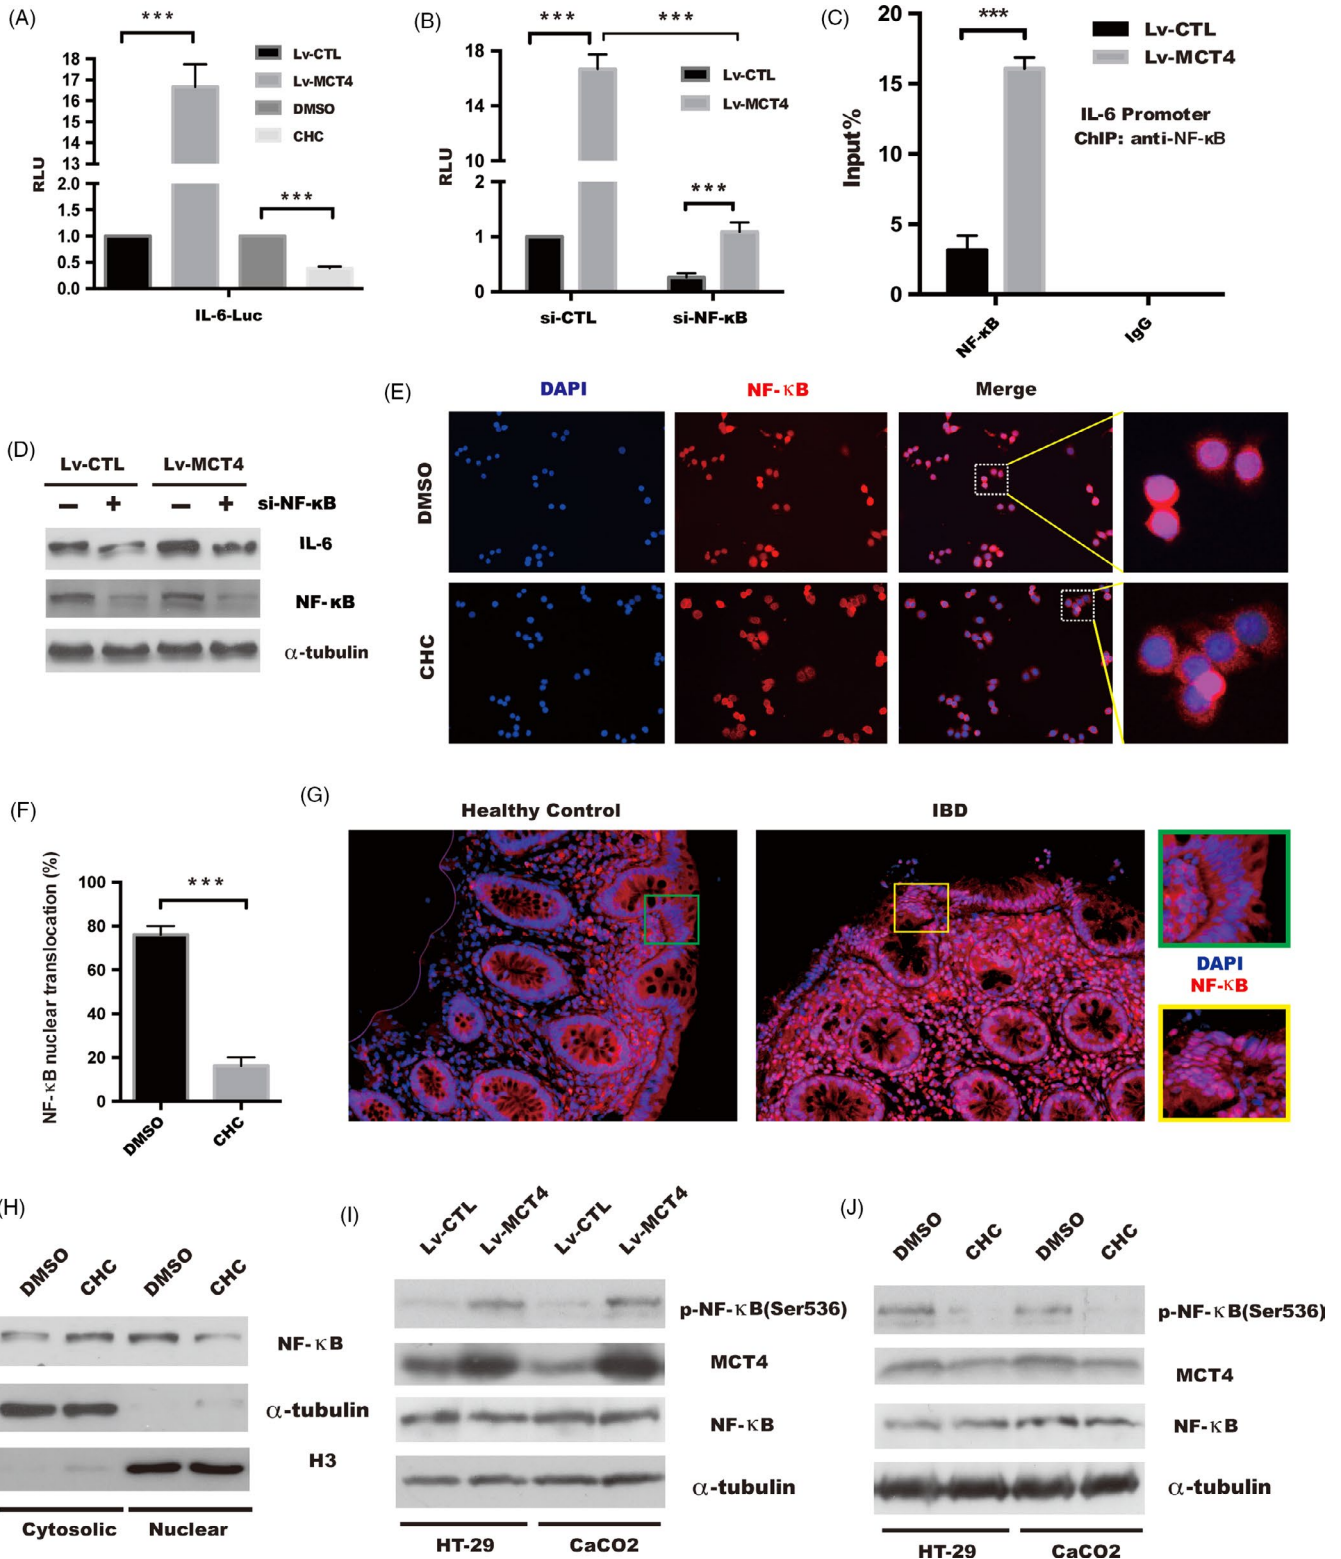 (A)
***
Lv-CTL
Lv-MCT4
DMSO
CHC
18
17
16
15
14
13
2.0
1.5
1.0
0.5
0.0
RLU
***
IL-6-Luc
(B)
***
***
Lv-CTL
Lv-MCT4
18
14
10
2
1
0
RLU
***
si-CTL
si-NF-κB
(C)
***
Lv-CTL
Lv-MCT4
IL-6 Promoter
ChIP: anti-NF-κB
20
15
10
5
0
Input%
NF-κB
IgG
(D)
Lv-CTL
Lv-MCT4
− + − + si-NF-κB
IL-6
NF-κB
α-tubulin
(E)
DAPI
NF-κB
Merge
DMSO
CHC
(F)
NF-κB nuclear translocation (%)
100
80
60
40
20
0
***
DMSO
CHC
(G)
Healthy Control
IBD
DAPI
NF-κB
(H)
DMSO CHC DMSO CHC
NF-κB
α-tubulin
H3
Cytosolic
Nuclear
(I)
Lv-CTL Lv-MCT4 Lv-CTL Lv-MCT4
p-NF-κB(Ser536)
MCT4
NF-κB
α-tubulin
HT-29
CaCO2
(J)
DMSO CHC DMSO CHC
p-NF-κB(Ser536)
MCT4
NF-κB
α-tubulin
HT-29
CaCO2